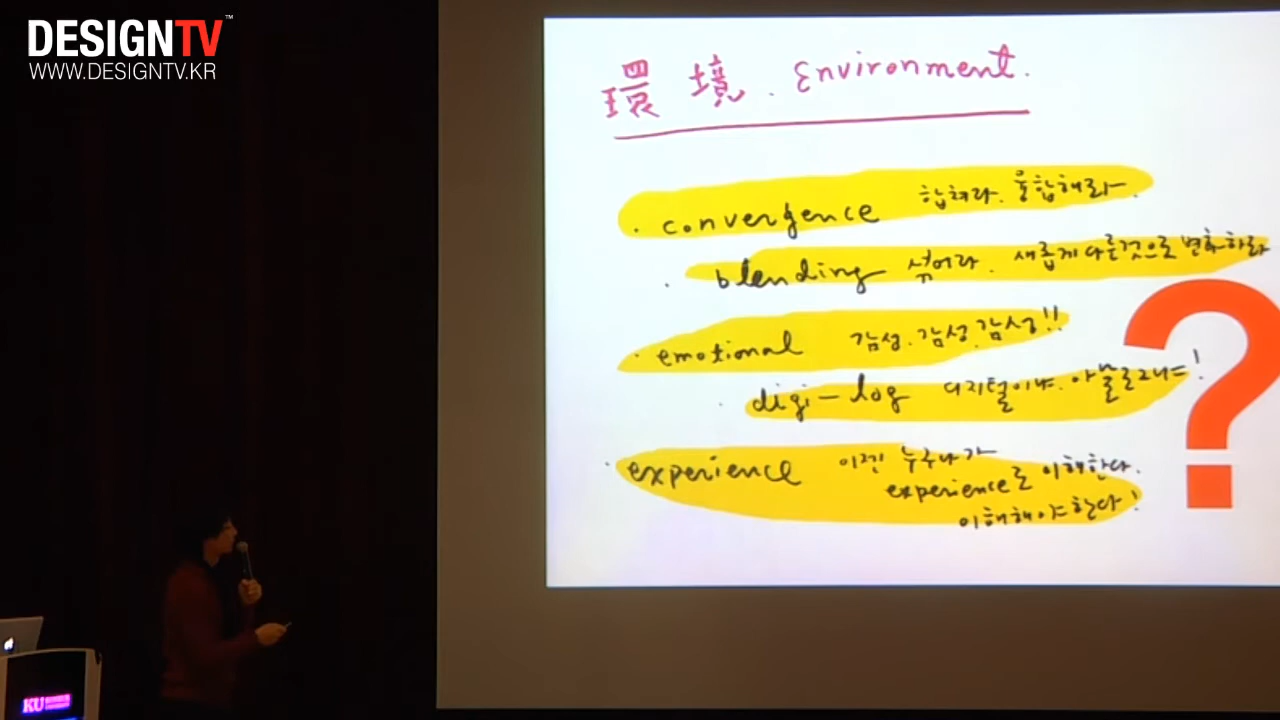 DESIGNTV™
WWW.DESIGNTV.KR
環境. Environment.
· convergence 합쳐라. 융합해라.
· blending 섞어라. 새롭게 다른것으로 변화하라
· emotional 감성. 감성. 감성!!
· digi-log 디지털이냐. 아날로그냐!
· experience 이젠 누구나가
experience로 이해한다.
이해해야한다!
?
KU